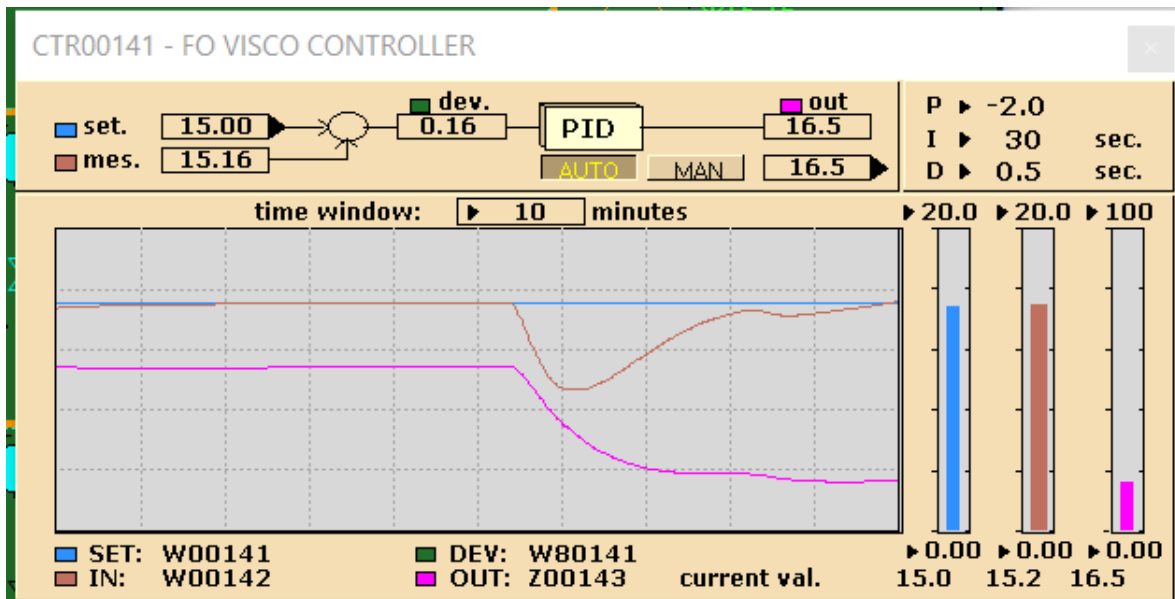 CTR00141 - FO VISCO CONTROLLER
set. 15.00 dev. 0.16 PID out 16.5
mes. 15.16 AUTO MAN 16.5
P -2.0
I 30 sec.
D 0.5 sec.
time window: 10 minutes 20.0 20.0 100
SET: W00141 DEV: W80141 0.00 0.00 0.00
IN: W00142 OUT: Z00143 current val. 15.0 15.2 16.5